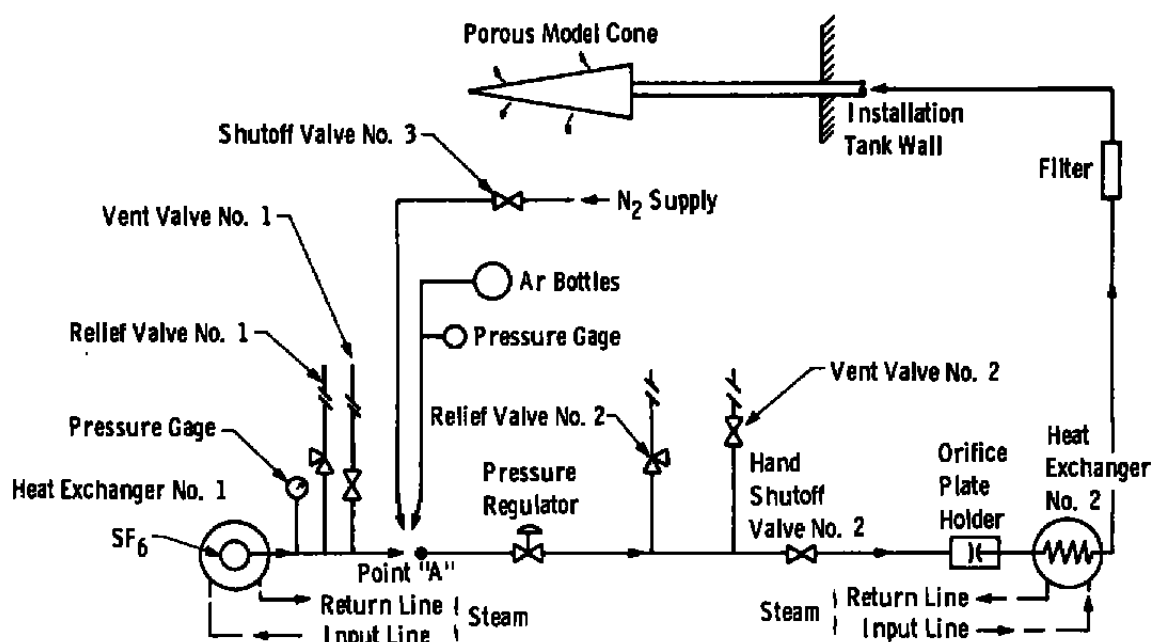 Porous Model Cone
Installation
Tank Wall
Shutoff Valve No. 3
Filter
N2 Supply
Vent Valve No. 1
Ar Bottles
Relief Valve No. 1
Pressure Gage
Vent Valve No. 2
Pressure Gage
Relief Valve No. 2
Heat Exchanger No. 1
Pressure
Regulator
Hand
Shutoff
Valve No. 2
Orifice
Plate
Holder
Heat
Exchanger
No. 2
SF6
Point "A"
Return Line
Input Line
Steam
Steam
Return Line
Input Line